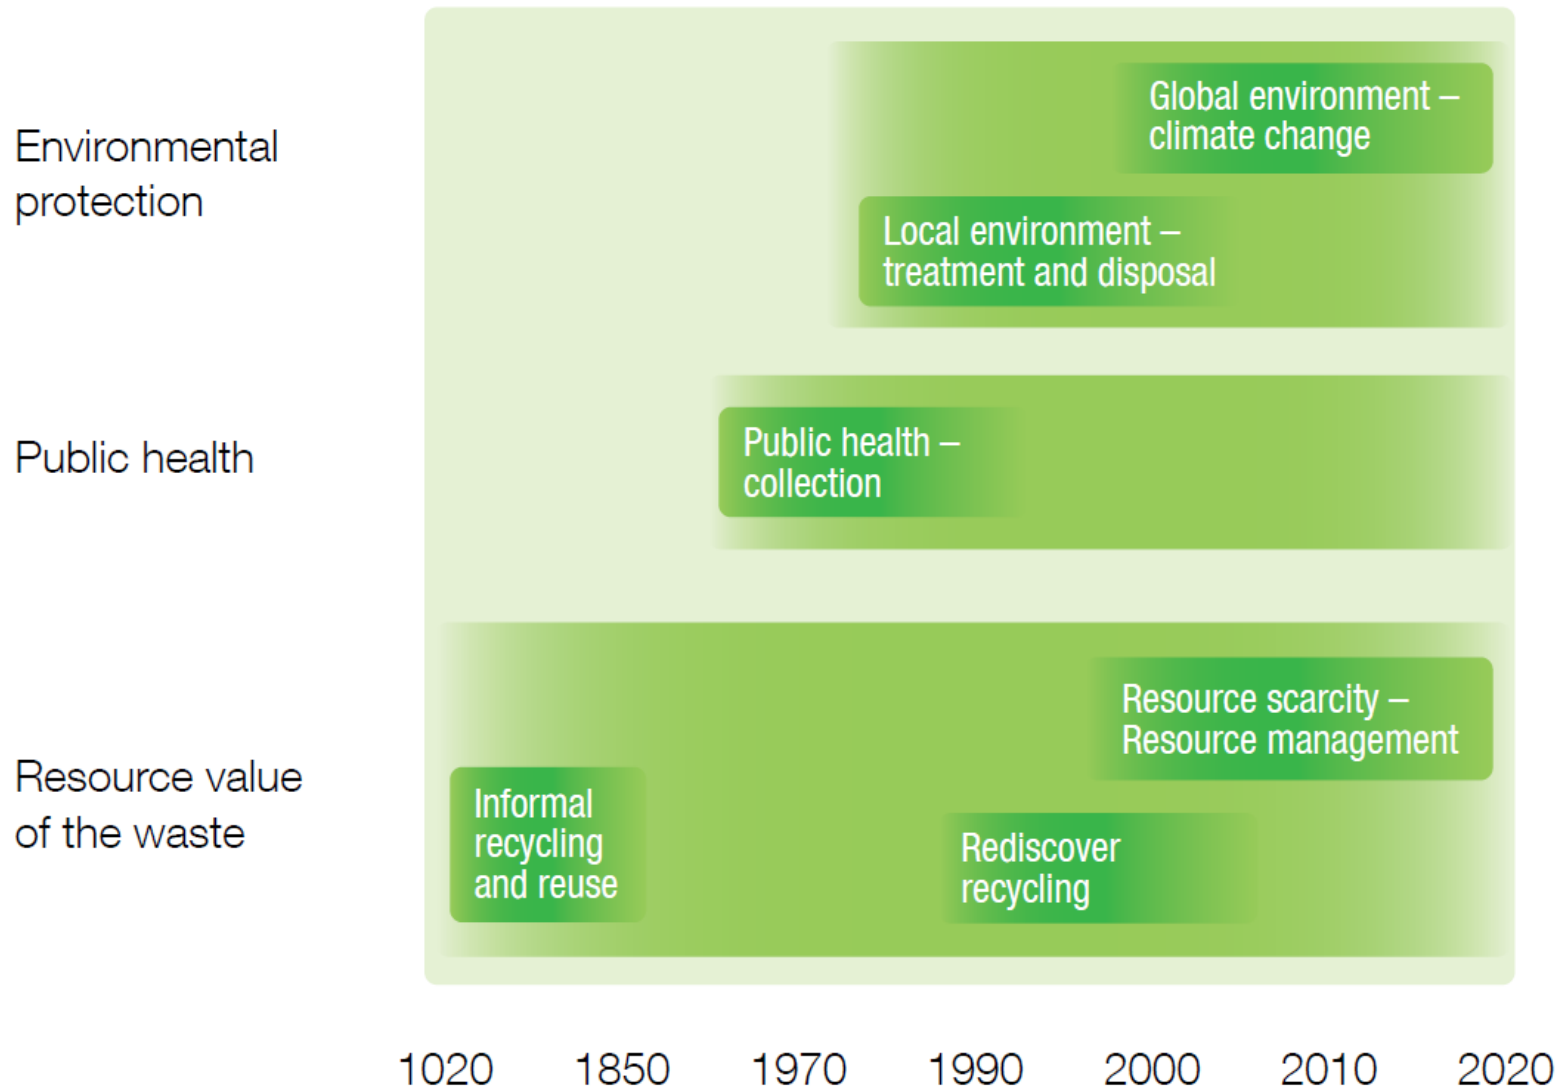 Environmental
protection
Global environment –
climate change
Local environment –
treatment and disposal
Public health
Public health –
collection
Resource value
of the waste
Resource scarcity –
Resource management
Informal
recycling
and reuse
Rediscover
recycling
1020 1850 1970 1990 2000 2010 2020